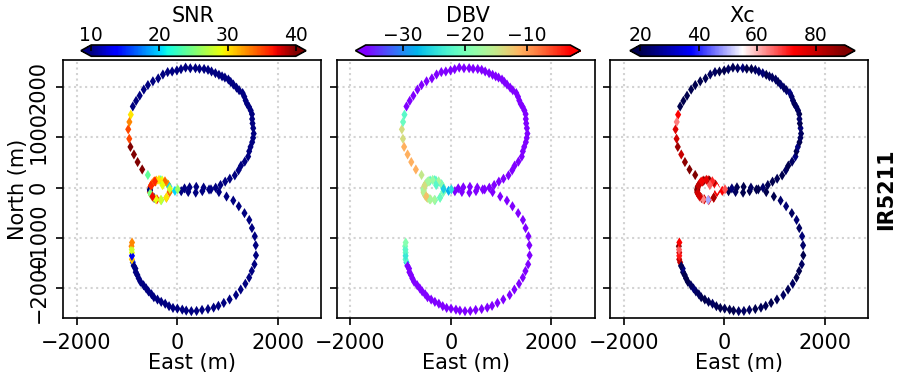 SNR DBV Xc
10 20 30 40 −30 −20 −10 20 40 60 80
North (m)
2000
1000
0
−1000
−2000
IR5211
−2000 0 2000 −2000 0 2000 −2000 0 2000
East (m) East (m) East (m)